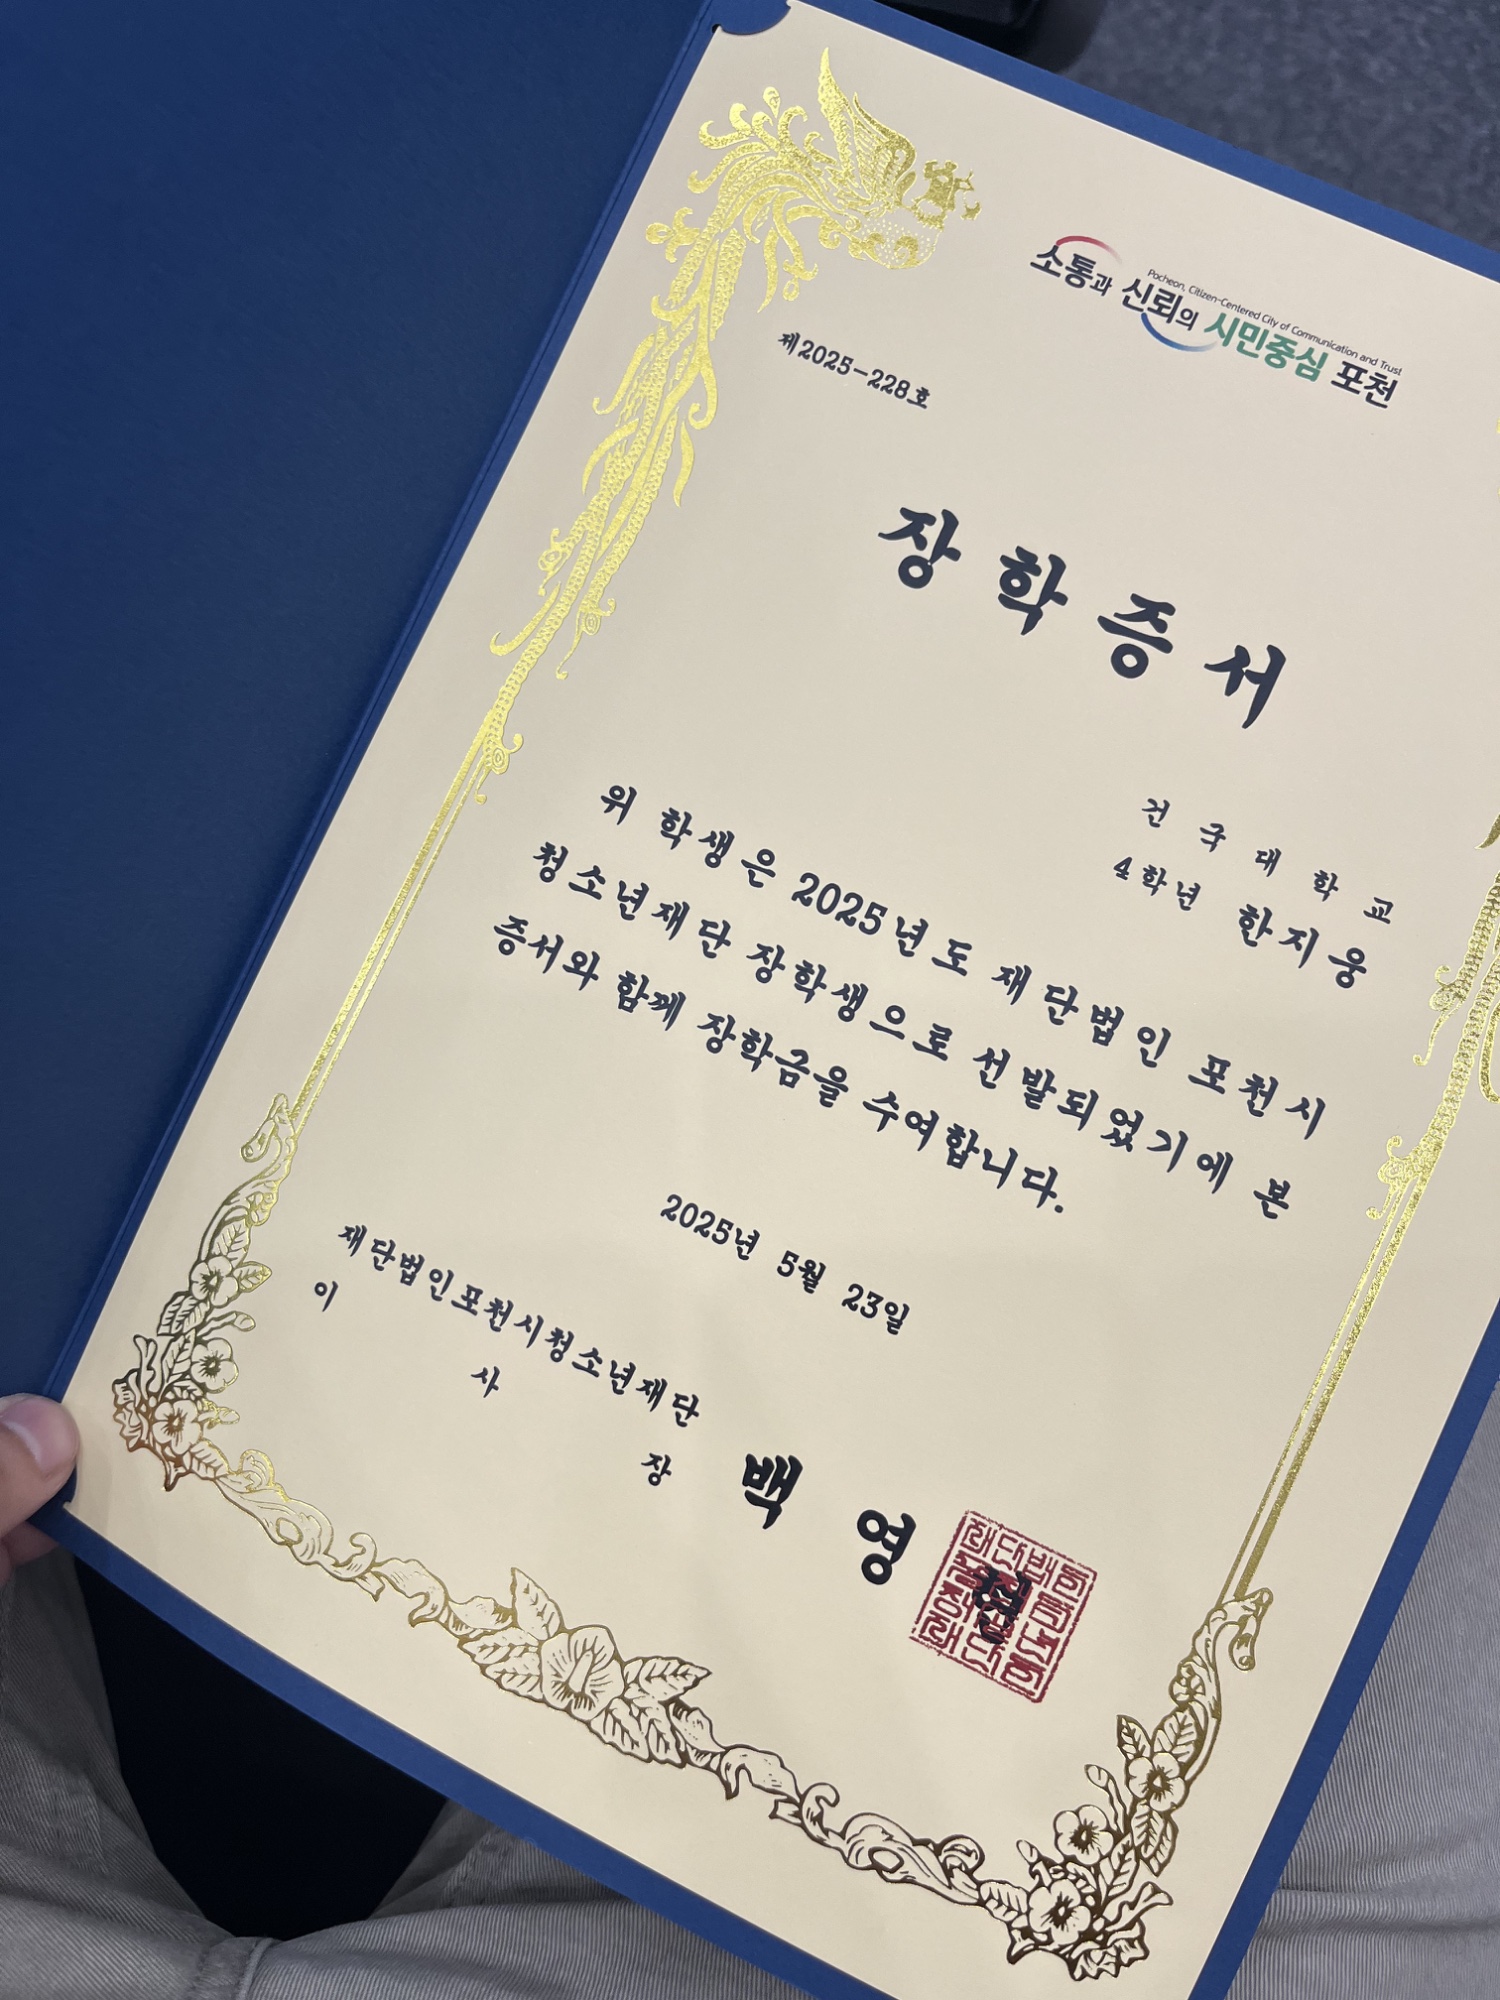 소통과 신뢰의 시민중심 포천
Pocheon, Citizen-Centered City of Communication and Trust
제2025-228호
장학증서
건국대학교
4학년 한지웅
위 학생은 2025년도 재단법인 포천시
청소년재단 장학생으로 선발되었기에 본
증서와 함께 장학금을 수여합니다.
2025년 5월 23일
재단법인포천시청소년재단
이 사 장 백 영